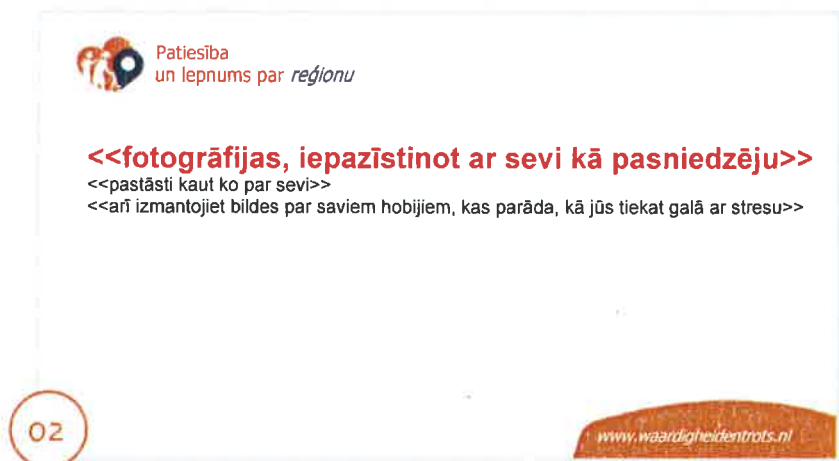 Patiesība
un lepnums par reģionu
<<fotogrāfijas, iepazīstinot ar sevi kā pasniedzēju>>
<<pastāsti kaut ko par sevi>>
<<arī izmantojiet bildes par saviem hobijiem, kas parāda, kā jūs tiekat galā ar stresu>>
02
www.waardigheidentrots.nl